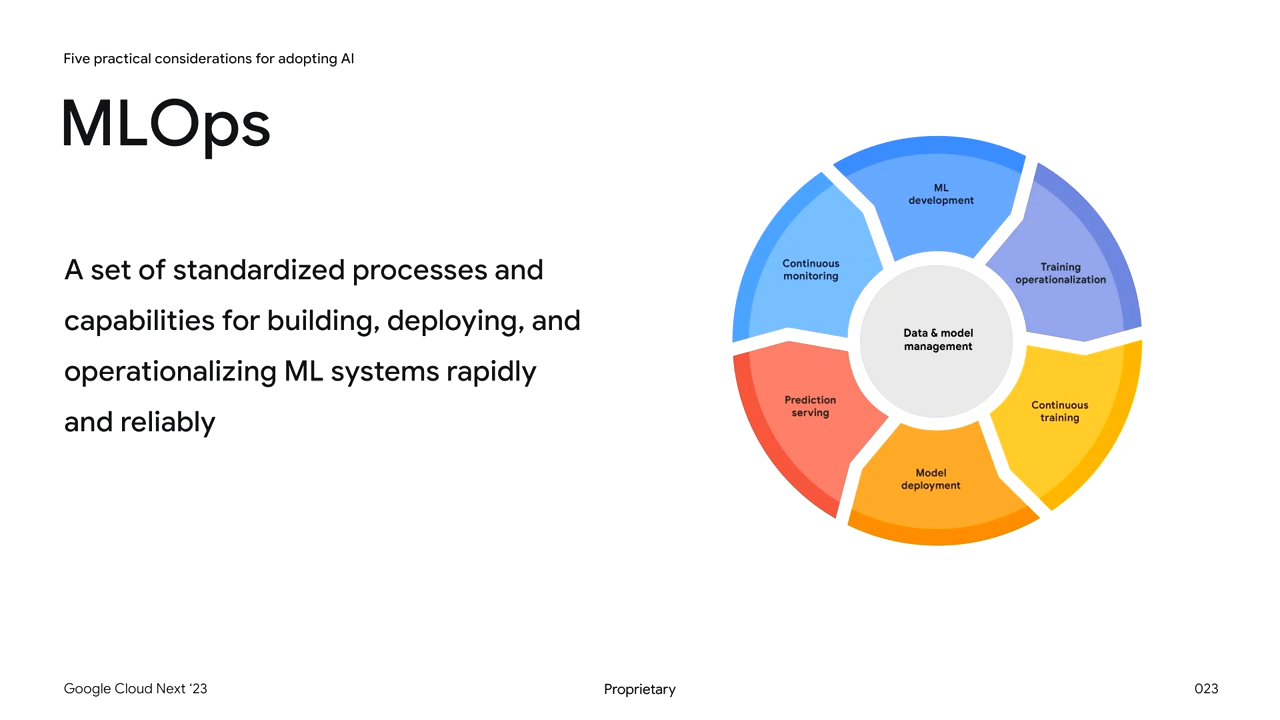 Five practical considerations for adopting AI
MLOps
A set of standardized processes and
capabilities for building, deploying, and
operationalizing ML systems rapidly
and reliably
ML
development
Training
operationalization
Continuous
training
Model
deployment
Prediction
serving
Continuous
monitoring
Data & model
management
Google Cloud Next ‘23
Proprietary
023